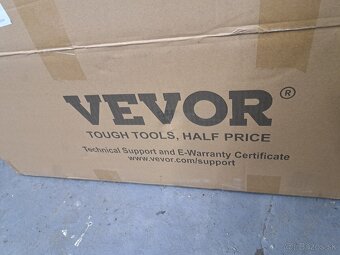 VEVOR®
TOUGH TOOLS, HALF PRICE
Technical Support and E-Warranty Certificate
www.vevor.com/support